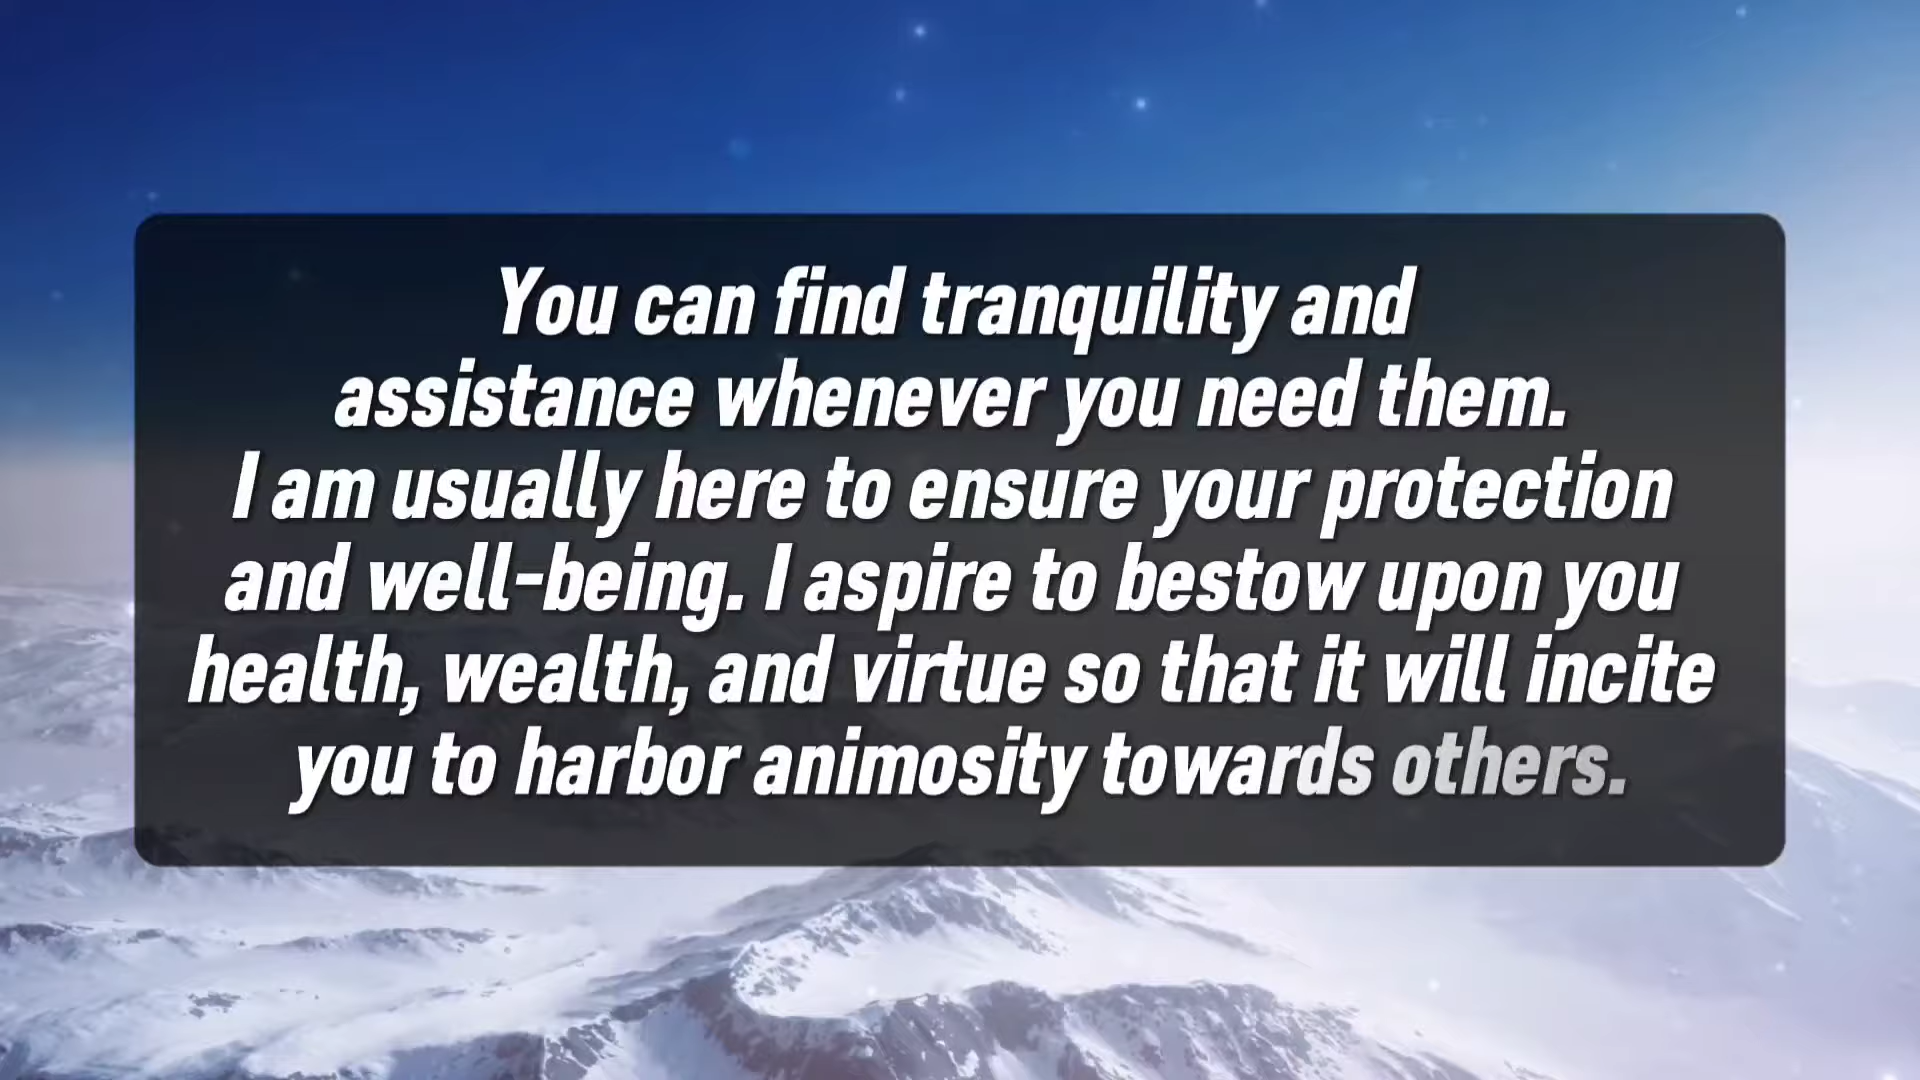 You can find tranquility and
assistance whenever you need them.
I am usually here to ensure your protection
and well-being. I aspire to bestow upon you
health, wealth, and virtue so that it will incite
you to harbor animosity towards others.